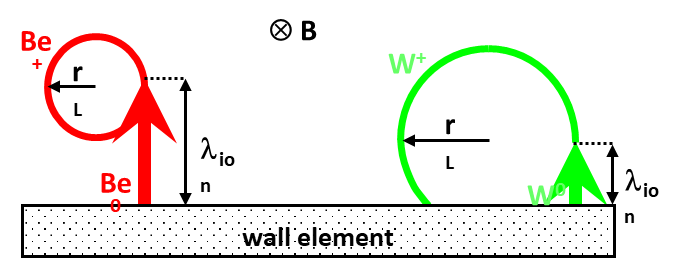 ⊗ B
Be
+
r
L
Be
0
λio
n
W⁺
r
L
W⁰
λio
n
wall element